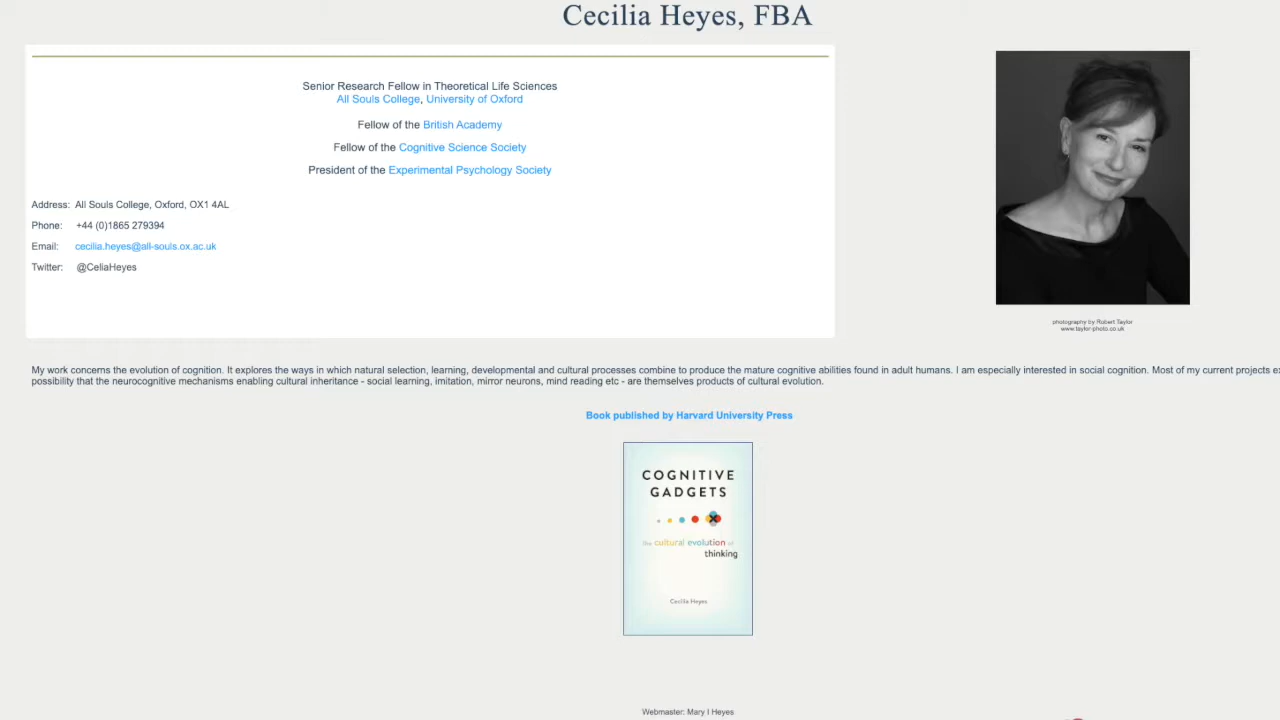 Cecilia Heyes, FBA
Senior Research Fellow in Theoretical Life Sciences
All Souls College, University of Oxford
Fellow of the British Academy
Fellow of the Cognitive Science Society
President of the Experimental Psychology Society
Address: All Souls College, Oxford, OX1 4AL
Phone: +44 (0)1865 279394
Email: cecilia.heyes@all-souls.ox.ac.uk
Twitter: @CeliaHeyes
photography by Robert Taylor
www.taylor-photo.co.uk
My work concerns the evolution of cognition. It explores the ways in which natural selection, learning, developmental and cultural processes combine to produce the mature cognitive abilities found in adult humans. I am especially interested in social cognition. Most of my current projects
possibility that the neurocognitive mechanisms enabling cultural inheritance - social learning, imitation, mirror neurons, mind reading etc - are themselves products of cultural evolution.
Book published by Harvard University Press
COGNITIVE
GADGETS
The cultural evolution of
thinking
Cecilia Heyes
Webmaster: Mary I Heyes